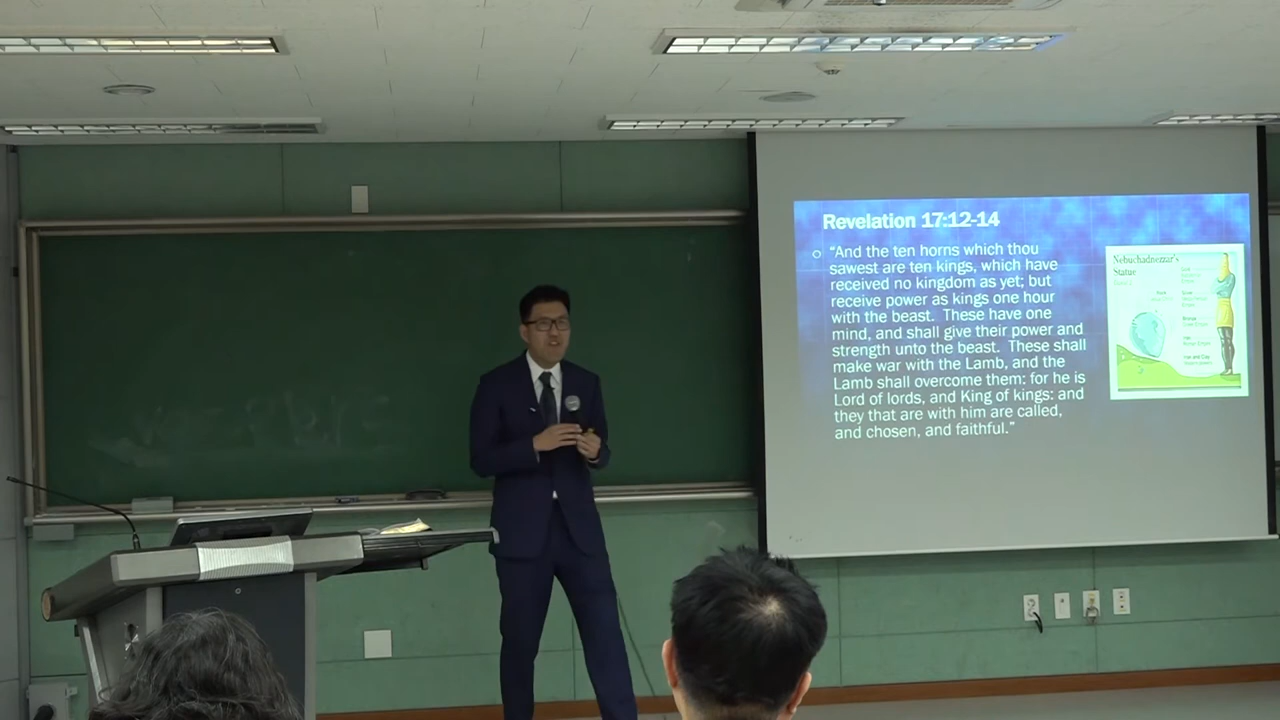 Revelation 17:12-14
“And the ten horns which thou
sawest are ten kings, which have
received no kingdom as yet; but
receive power as kings one hour
with the beast.  These have one
mind, and shall give their power and
strength unto the beast.  These shall
make war with the Lamb, and the
Lamb shall overcome them: for he is
Lord of lords, and King of kings: and
they that are with him are called,
and chosen, and faithful.”
Nebuchadnezzar's
Statue